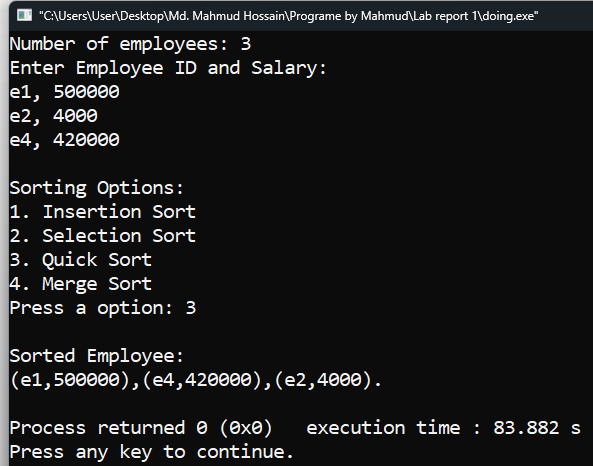 "C:\Users\User\Desktop\Md. Mahmud Hossain\Programe by Mahmud\Lab report 1\doing.exe"
Number of employees: 3
Enter Employee ID and Salary:
e1, 500000
e2, 4000
e4, 420000
Sorting Options:
1. Insertion Sort
2. Selection Sort
3. Quick Sort
4. Merge Sort
Press a option: 3
Sorted Employee:
(e1,500000),(e4,420000),(e2,4000).
Process returned 0 (0x0)   execution time : 83.882 s
Press any key to continue.